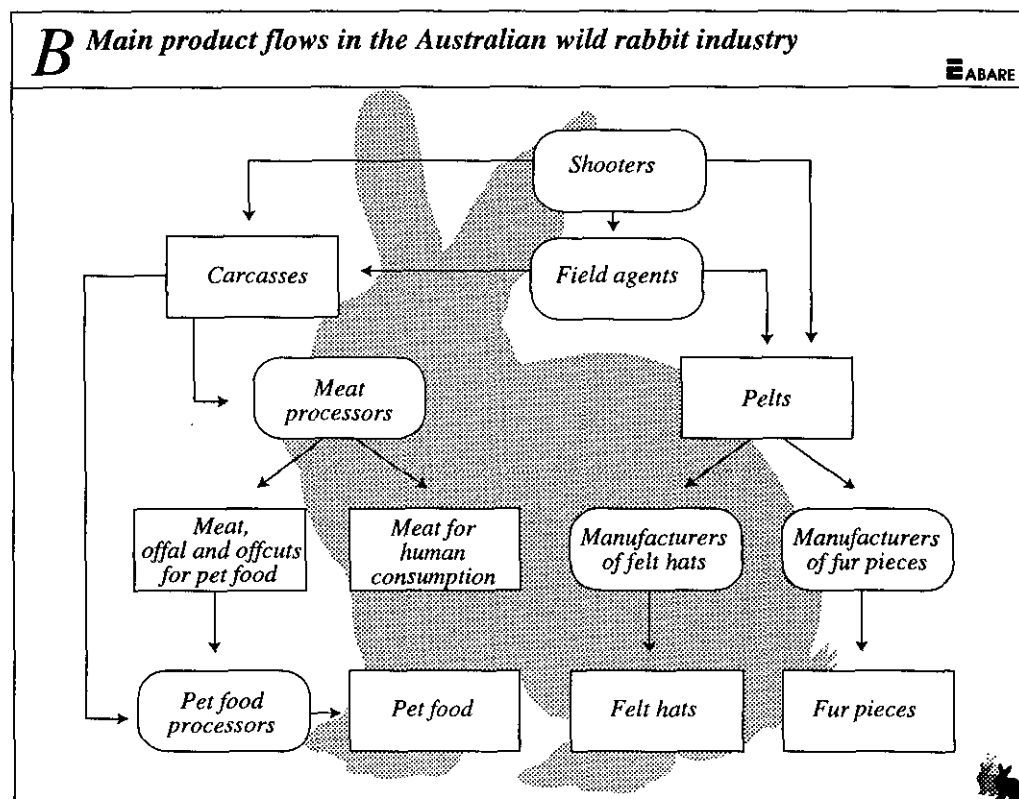 B Main product flows in the Australian wild rabbit industry
ABARE
Shooters
Carcasses
Field agents
Meat
processors
Pelts
Meat,
offal and offcuts
for pet food
Meat for
human
consumption
Manufacturers
of felt hats
Manufacturers
of fur pieces
Pet food
processors
Pet food
Felt hats
Fur pieces